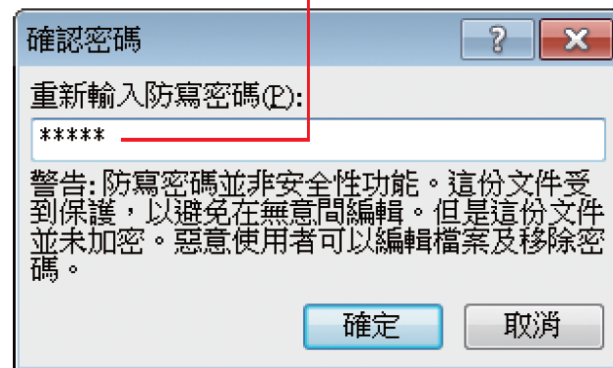 確認密碼
?
重新輸入防寫密碼(P):
*****
警告: 防寫密碼並非安全性功能。這份文件受
到保護，以避免在無意間編輯。但是這份文件
並未加密。惡意使用者可以編輯檔案及移除密
碼。
確定
取消